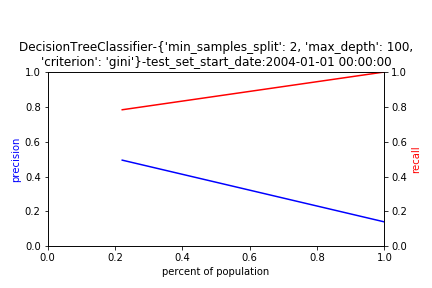 DecisionTreeClassifier-{'min_samples_split': 2, 'max_depth': 100,
'criterion': 'gini'}-test_set_start_date:2004-01-01 00:00:00
1.0 1.0
0.8 0.8
0.6 0.6
precision recall
0.4 0.4
0.2 0.2
0.0 0.0
0.0 0.2 0.4 0.6 0.8 1.0
percent of population